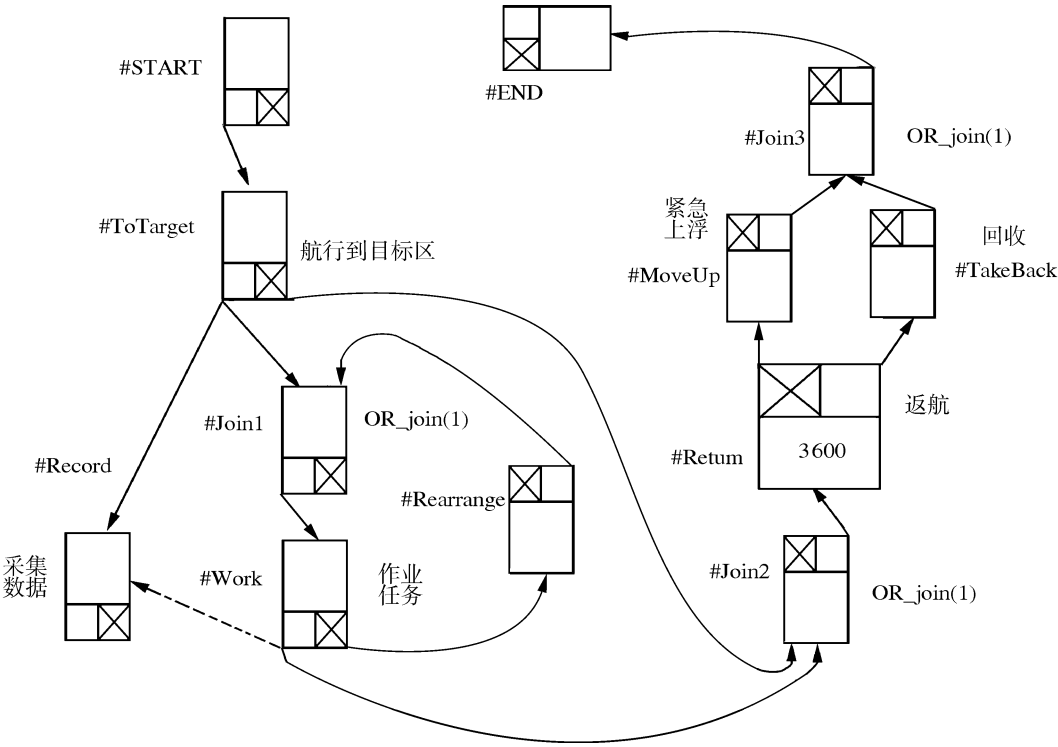 #START
#ToTarget
航行到目标区
#Join1
OR_join(1)
#Record
采集
数据
#Work
作业
任务
#Rearrange
#END
#Join3
OR_join(1)
紧急
上浮
#MoveUp
回收
#TakeBack
返航
#Retum
3600
#Join2
OR_join(1)